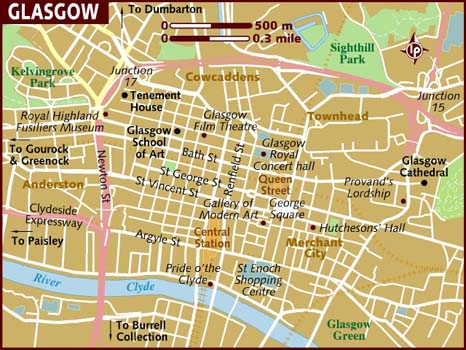 GLASGOW
To Dumbarton
0
500 m
0
0.3 mile
Sighthill
Park
LP
Kelvingrove
Park
Junction
17
Cowcaddens
Tenement
House
Junction
15
Royal Highland
Fusiliers Museum
Glasgow
Film Theatre
Townhead
Glasgow
School
of Art
To Gourock
& Greenock
Bath St
Renfield St
Glasgow
Royal
Concert hall
Glasgow
Cathedral
Newton St
St George St
St Vincent St
Queen
Street
Provand's
Lordship
Anderston
Gallery of
Modern Art
George
Square
Clydeside
Expressway
To Paisley
Argyle St
Central
Station
Hutchesons' Hall
Merchant
City
Pride o'the
Clyde
St Enoch
Shopping
Centre
River
Clyde
To Burrell
Collection
Glasgow
Green